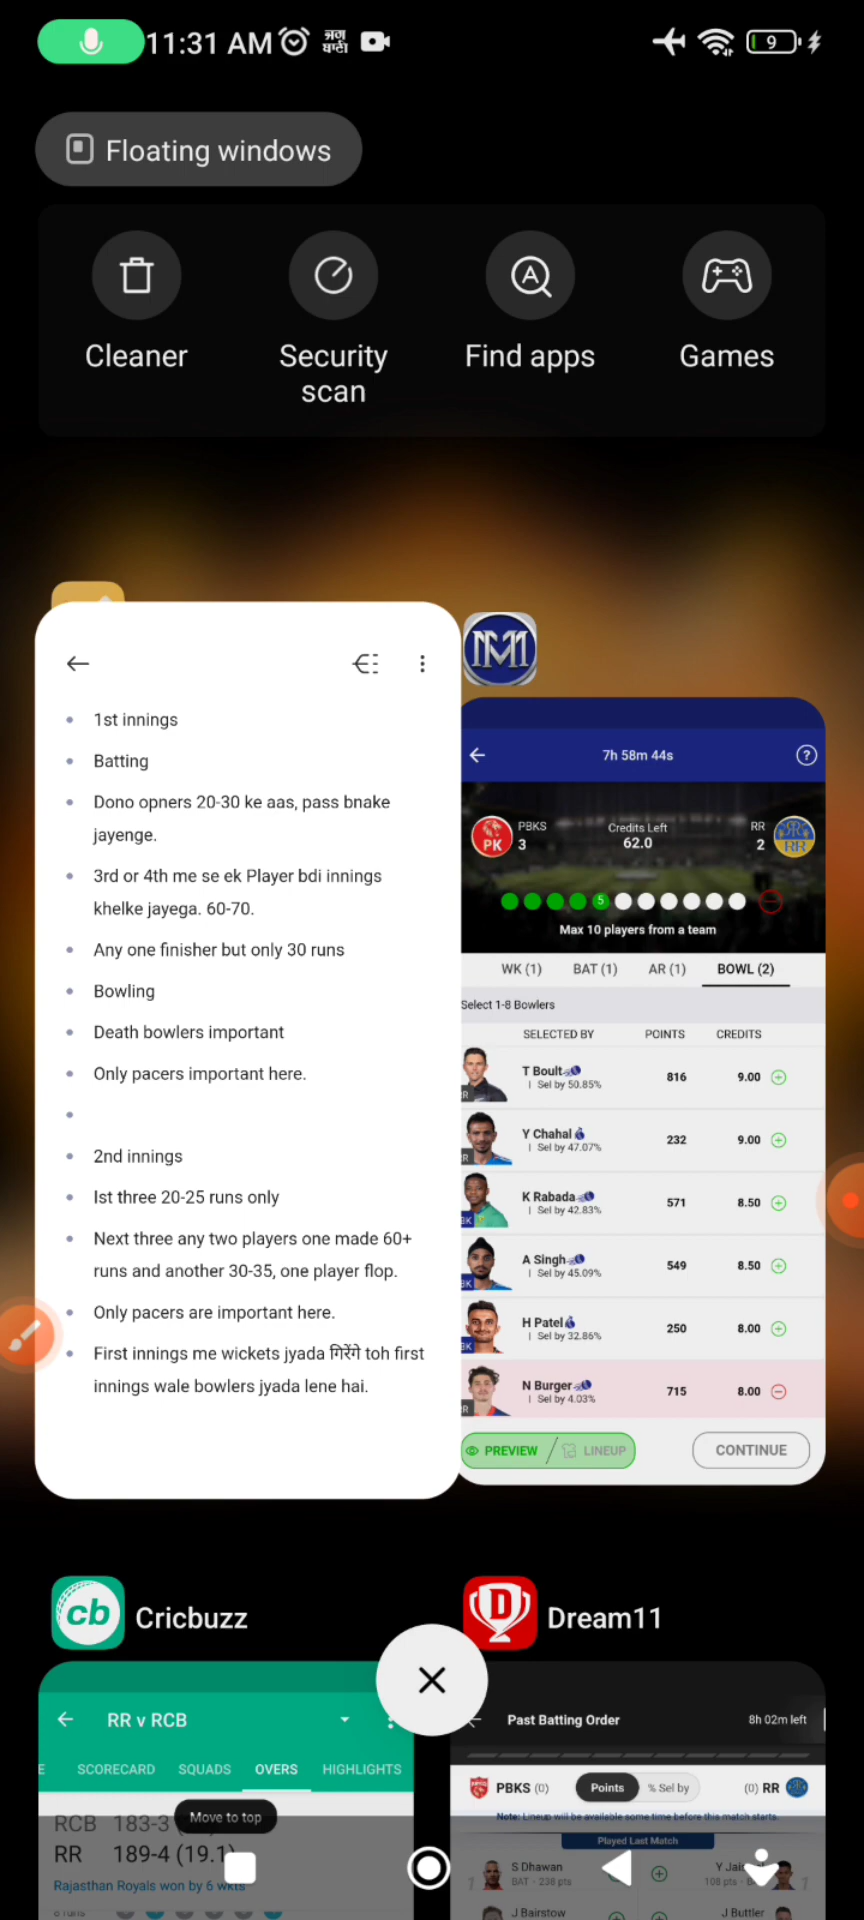 11:31 AM ਜਗ ਬਾਣੀ 9
Floating windows
Cleaner
Security scan
Find apps
Games
1st innings
Batting
Dono opners 20-30 ke aas, pass bnake
jayenge.
3rd or 4th me se ek Player bdi innings
khelke jayega. 60-70.
Any one finisher but only 30 runs
Bowling
Death bowlers important
Only pacers important here.
2nd innings
Ist three 20-25 runs only
Next three any two players one made 60+
runs and another 30-35, one player flop.
Only pacers are important here.
First innings me wickets jyada गिरेंगे toh first
innings wale bowlers jyada lene hai.
MM
7h 58m 44s ?
PBKS Credits Left RR
PK 3 62.0 2 RR
5
Max 10 players from a team
WK (1) BAT (1) AR (1) BOWL (2)
Select 1-8 Bowlers
SELECTED BY POINTS CREDITS
T Boult 816 9.00
Sel by 50.85%
Y Chahal 232 9.00
Sel by 47.07%
K Rabada 571 8.50
Sel by 42.83%
A Singh 549 8.50
Sel by 45.09%
H Patel 250 8.00
Sel by 32.86%
N Burger 715 8.00
Sel by 4.03%
PREVIEW / LINEUP CONTINUE
cb Cricbuzz
D Dream11
RR v RCB
E SCORECARD SQUADS OVERS HIGHLIGHTS
RCB 183-3
Move to top
RR 189-4 (19.1)
Rajasthan Royals won by 6 wkts
Past Batting Order 8h 02m left
PBKS (0) Points % Sel by (0) RR
Note: Lineup will be available some time before this match starts.
Played Last Match
S Dhawan
BAT - 238 pts
1
108 pts
J Bairstow J Buttler